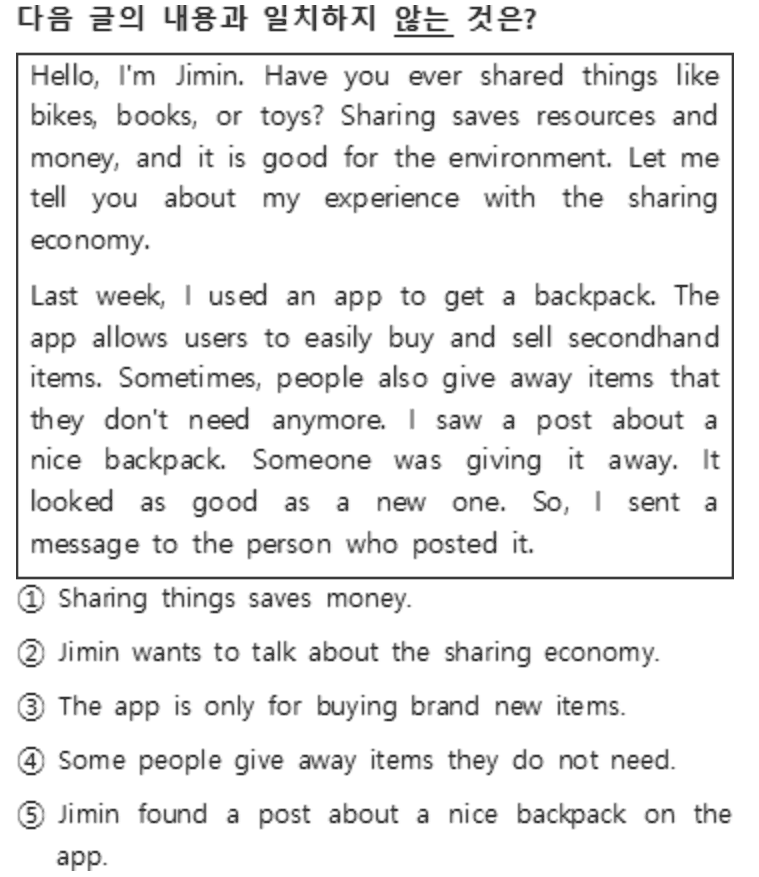 다음 글의 내용과 일치하지 않는 것은?
Hello, I'm Jimin. Have you ever shared things like
bikes, books, or toys? Sharing saves resources and
money, and it is good for the environment. Let me
tell you about my experience with the sharing
economy.
Last week, I used an app to get a backpack. The
app allows users to easily buy and sell secondhand
items. Sometimes, people also give away items that
they don't need anymore. I saw a post about a
nice backpack. Someone was giving it away. It
looked as good as a new one. So, I sent a
message to the person who posted it.
① Sharing things saves money.
② Jimin wants to talk about the sharing economy.
③ The app is only for buying brand new items.
④ Some people give away items they do not need.
⑤ Jimin found a post about a nice backpack on the
app.